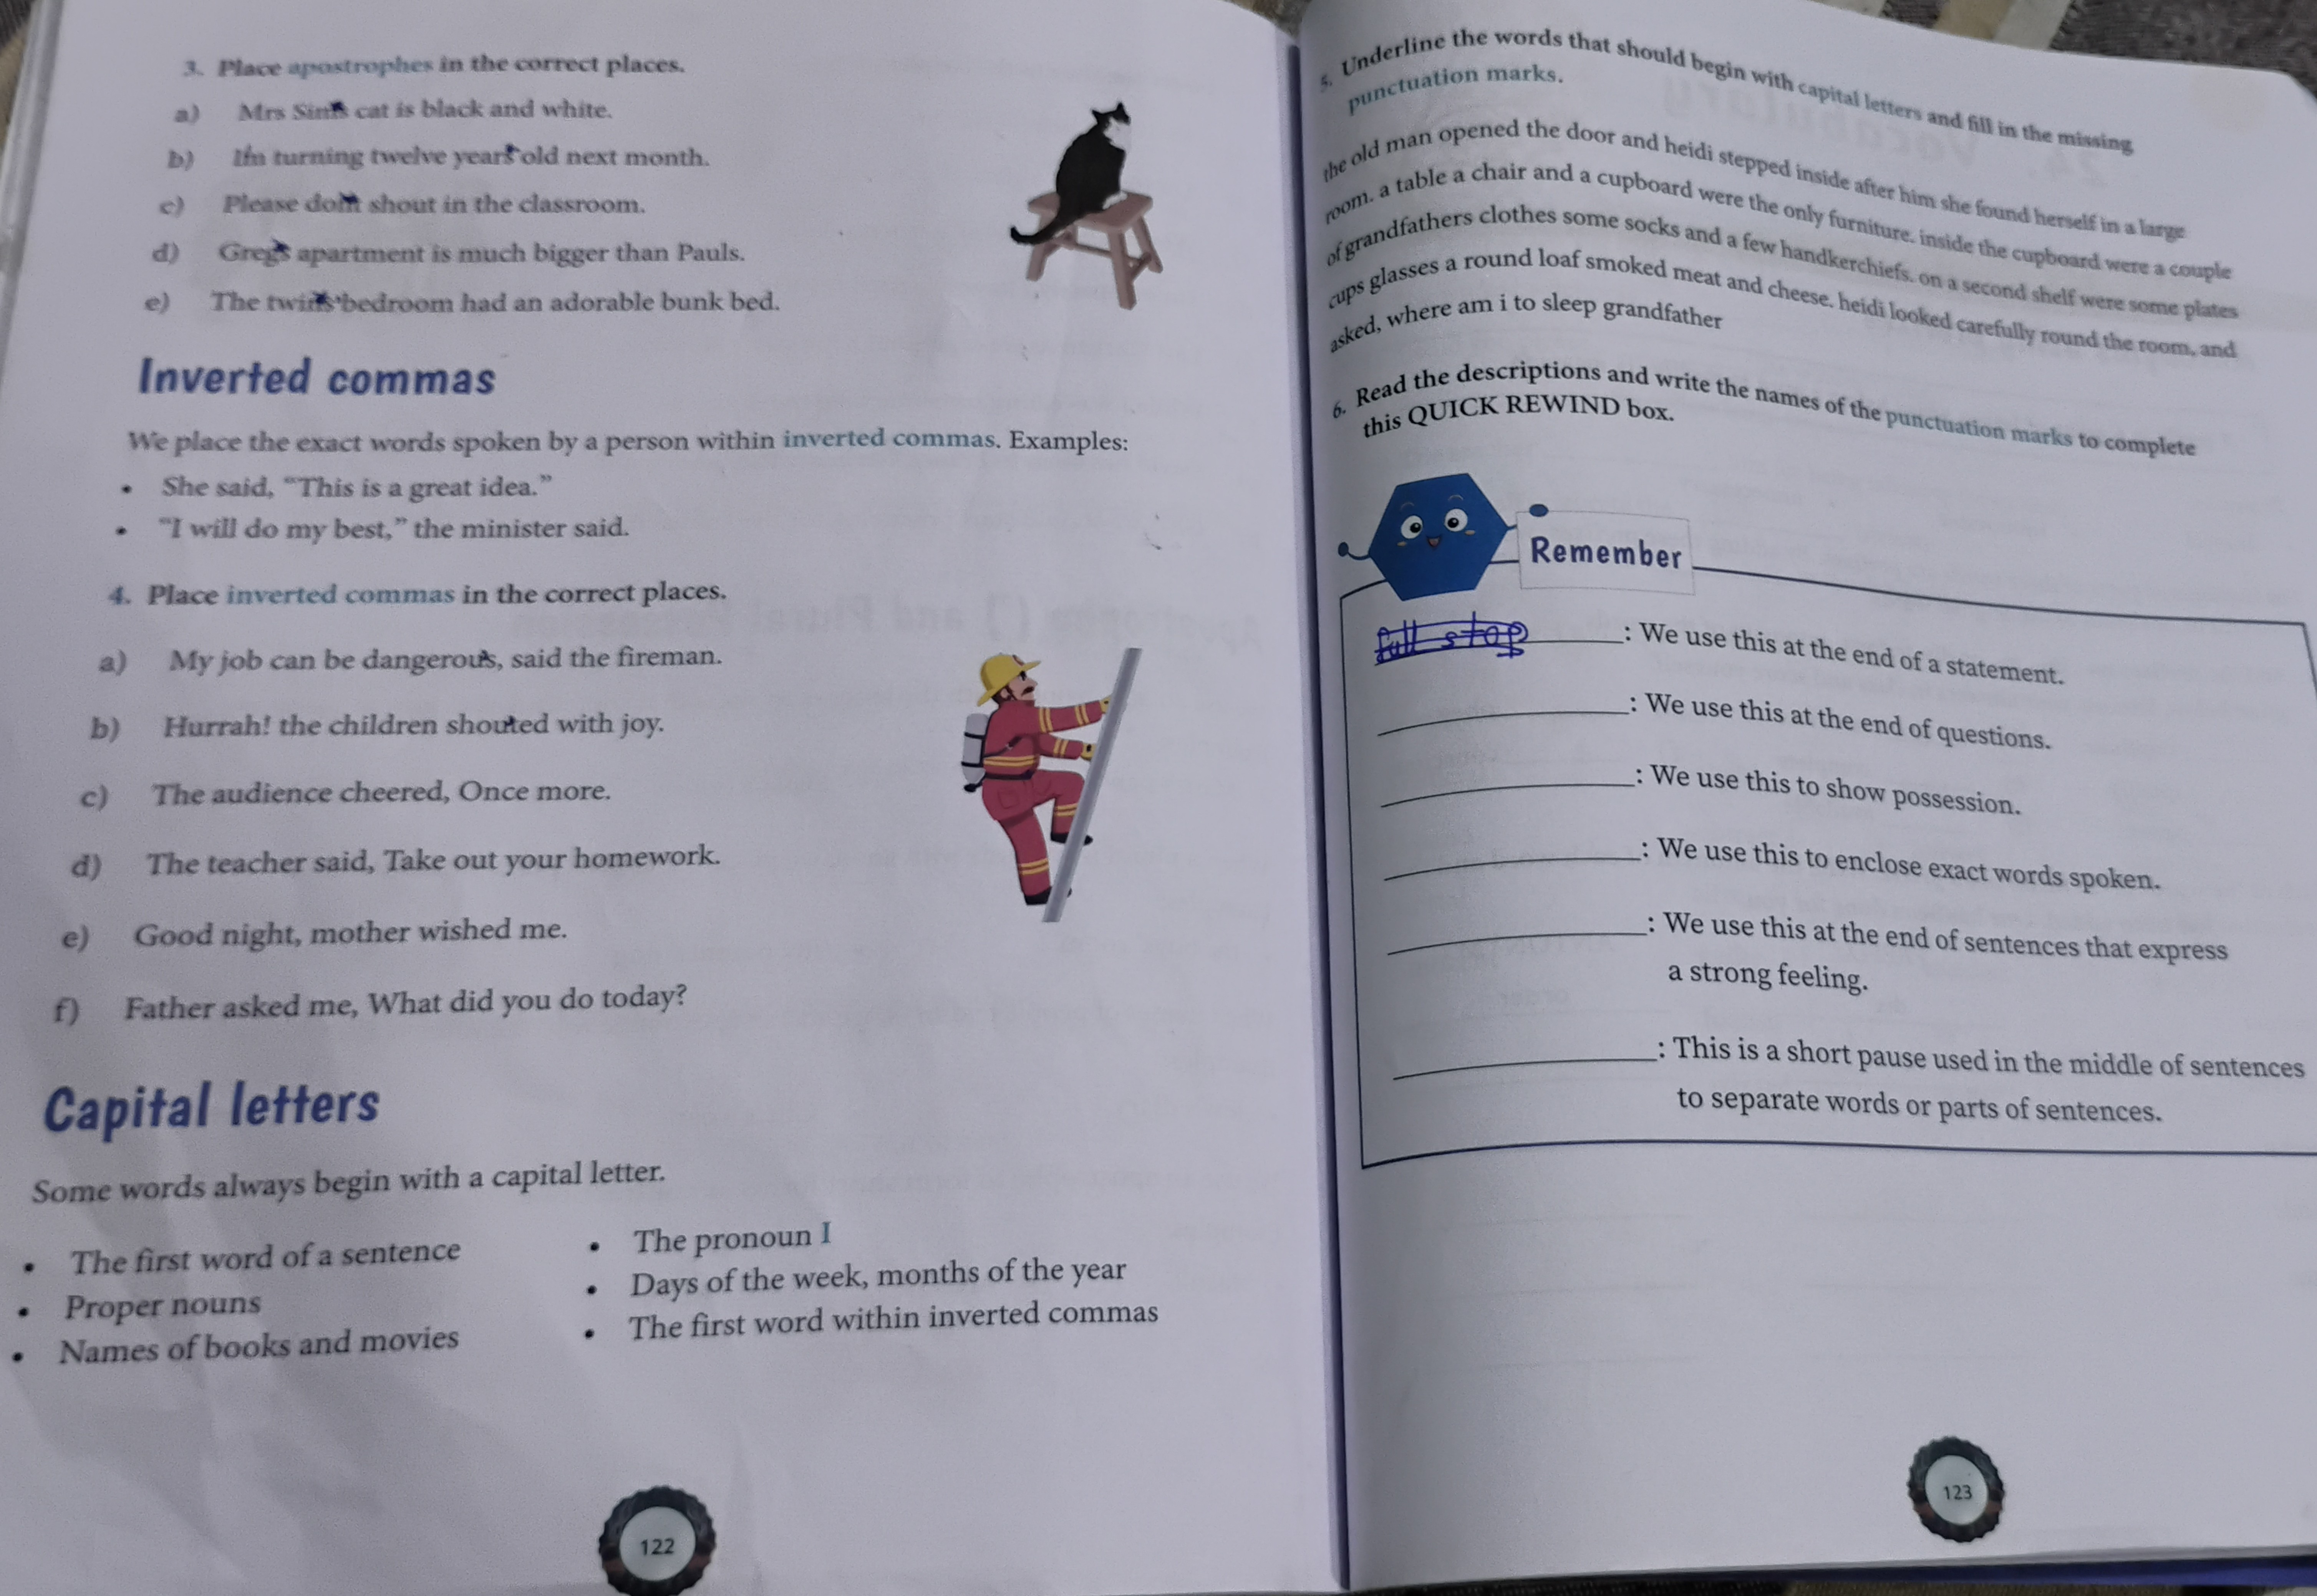 3. Place apostrophes in the correct places.
a) Mrs Sims cat is black and white.
b) Im turning twelve years old next month.
c) Please dont shout in the classroom.
d) Gregs apartment is much bigger than Pauls.
e) The twins bedroom had an adorable bunk bed.
Inverted commas
We place the exact words spoken by a person within inverted commas. Examples:
• She said, “This is a great idea.”
• “I will do my best,” the minister said.
4. Place inverted commas in the correct places.
a) My job can be dangerous, said the fireman.
b) Hurrah! the children shouted with joy.
c) The audience cheered, Once more.
d) The teacher said, Take out your homework.
e) Good night, mother wished me.
f) Father asked me, What did you do today?
Capital letters
Some words always begin with a capital letter.
• The first word of a sentence
• Proper nouns
• Names of books and movies
• The pronoun I
• Days of the week, months of the year
• The first word within inverted commas
122
5. Underline the words that should begin with capital letters and fill in the missing
punctuation marks.
the old man opened the door and heidi stepped inside after him she found herself in a large
room. a table a chair and a cupboard were the only furniture. inside the cupboard were a couple
of grandfathers clothes some socks and a few handkerchiefs. on a second shelf were some plates
cups glasses a round loaf smoked meat and cheese. heidi looked carefully round the room, and
asked, where am i to sleep grandfather
6. Read the descriptions and write the names of the punctuation marks to complete
this QUICK REWIND box.
Remember
full stop : We use this at the end of a statement.
: We use this at the end of questions.
: We use this to show possession.
: We use this to enclose exact words spoken.
: We use this at the end of sentences that express
a strong feeling.
: This is a short pause used in the middle of sentences
to separate words or parts of sentences.
123